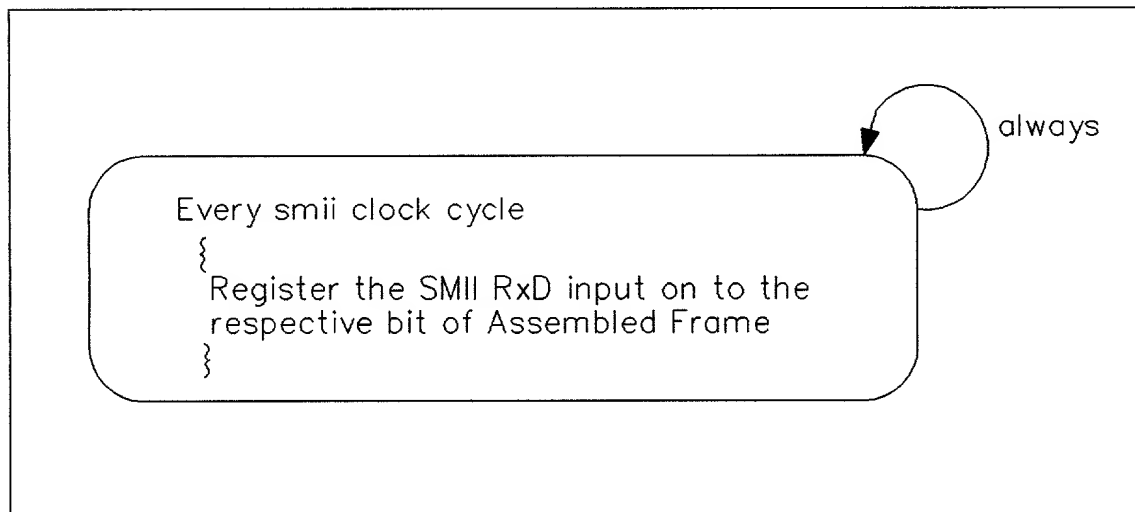 always
Every smii clock cycle
{
Register the SMII RxD input on to the
respective bit of Assembled Frame
}